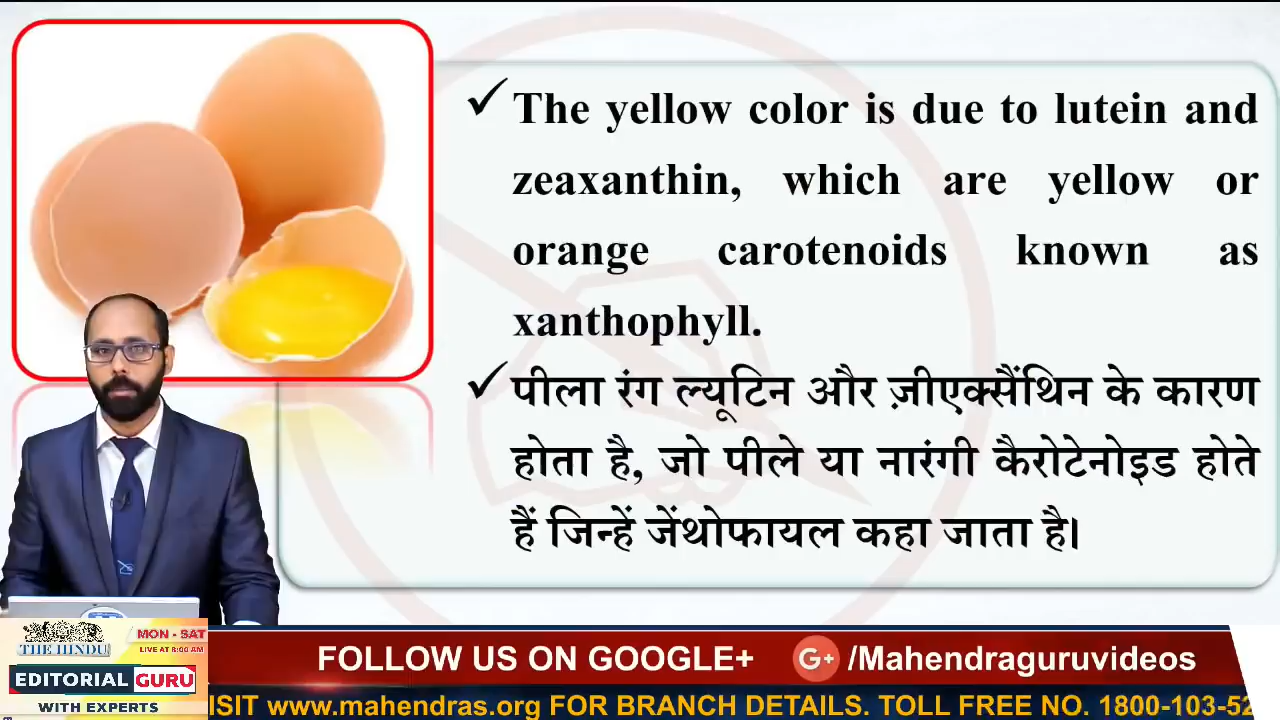 ✓ The yellow color is due to lutein and
zeaxanthin, which are yellow or
orange carotenoids known as
xanthophyll.
✓ पीला रंग ल्यूटिन और ज़ीएक्सैंथिन के कारण
होता है, जो पीले या नारंगी कैरोटेनोइड होते
हैं जिन्हें जेंथोफायल कहा जाता है।
THE HINDU
MON - SAT
LIVE AT 8:00 AM
EDITORIAL GURU
WITH EXPERTS
FOLLOW US ON GOOGLE+ G+ /Mahendraguruvideos
ISIT www.mahendras.org FOR BRANCH DETAILS. TOLL FREE NO. 1800-103-52